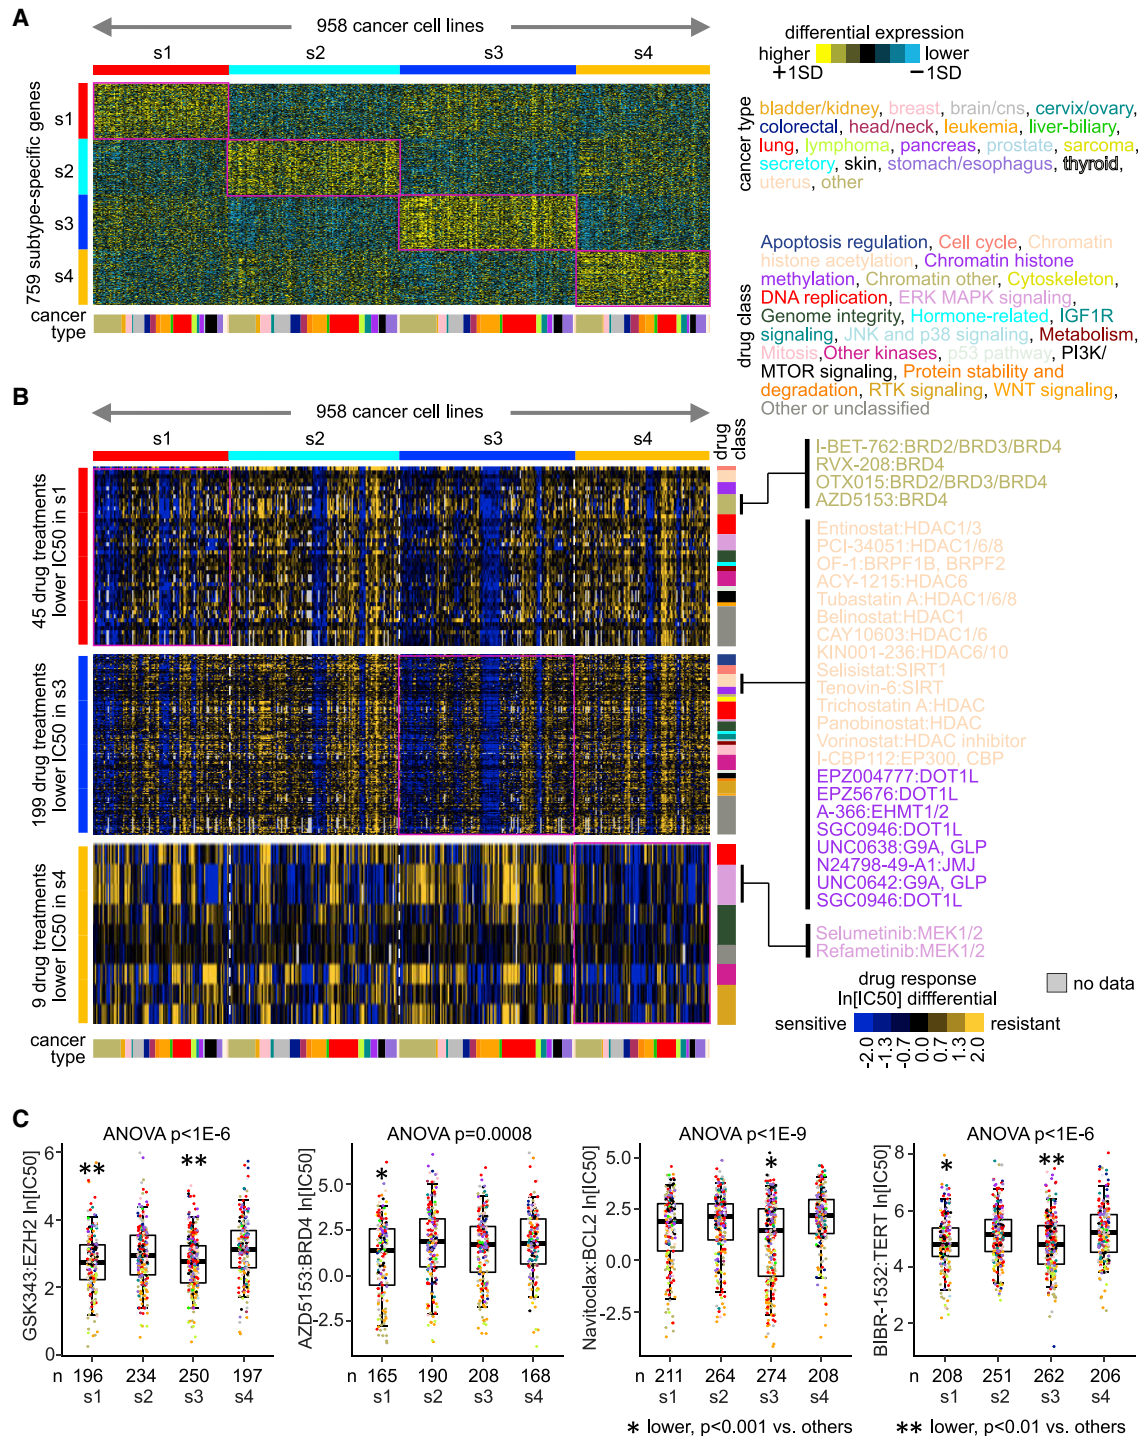 A
958 cancer cell lines
s1 s2 s3 s4
759 subtype-specific genes
s1
s2
s3
s4
cancer type
differential expression
higher lower
+1SD −1SD
cancer type
bladder/kidney, breast, brain/cns, cervix/ovary,
colorectal, head/neck, leukemia, liver-biliary,
lung, lymphoma, pancreas, prostate, sarcoma,
secretory, skin, stomach/esophagus, thyroid,
uterus, other
drug class
Apoptosis regulation, Cell cycle, Chromatin
histone acetylation, Chromatin histone
methylation, Chromatin other, Cytoskeleton,
DNA replication, ERK MAPK signaling,
Genome integrity, Hormone-related, IGF1R
signaling, JNK and p38 signaling, Metabolism,
Mitosis,Other kinases, p53 pathway, PI3K/
MTOR signaling, Protein stability and
degradation, RTK signaling, WNT signaling,
Other or unclassified
B
958 cancer cell lines
s1 s2 s3 s4
drug class
45 drug treatments
lower IC50 in s1
199 drug treatments
lower IC50 in s3
9 drug treatments
lower IC50 in s4
cancer type
I-BET-762:BRD2/BRD3/BRD4
RVX-208:BRD4
OTX015:BRD2/BRD3/BRD4
AZD5153:BRD4
Entinostat:HDAC1/3
PCI-34051:HDAC1/6/8
OF-1:BRPF1B, BRPF2
ACY-1215:HDAC6
Tubastatin A:HDAC1/6/8
Belinostat:HDAC1
CAY10603:HDAC1/6
KIN001-236:HDAC6/10
Selisistat:SIRT1
Tenovin-6:SIRT
Trichostatin A:HDAC
Panobinostat:HDAC
Vorinostat:HDAC inhibitor
I-CBP112:EP300, CBP
EPZ004777:DOT1L
EPZ5676:DOT1L
A-366:EHMT1/2
SGC0946:DOT1L
UNC0638:G9A, GLP
N24798-49-A1:JMJ
UNC0642:G9A, GLP
SGC0946:DOT1L
Selumetinib:MEK1/2
Refametinib:MEK1/2
drug response
ln[IC50] diffferential
no data
sensitive resistant
-2.0 -1.3 -0.7 0.0 0.7 1.3 2.0
C
ANOVA p<1E-6
GSK343:EZH2 ln[IC50]
6
4
2
0
** **
n 196 234 250 197
s1 s2 s3 s4
ANOVA p=0.0008
AZD5153:BRD4 ln[IC50]
5.0
2.5
0.0
−2.5
*
165 190 208 168
s1 s2 s3 s4
ANOVA p<1E-9
Navitoclax:BCL2 ln[IC50]
5.0
2.5
0.0
−2.5
*
n 211 264 274 208
s1 s2 s3 s4
ANOVA p<1E-6
BIBR-1532:TERT ln[IC50]
8
6
4
2
* **
n 208 251 262 206
s1 s2 s3 s4
* lower, p<0.001 vs. others
** lower, p<0.01 vs. others